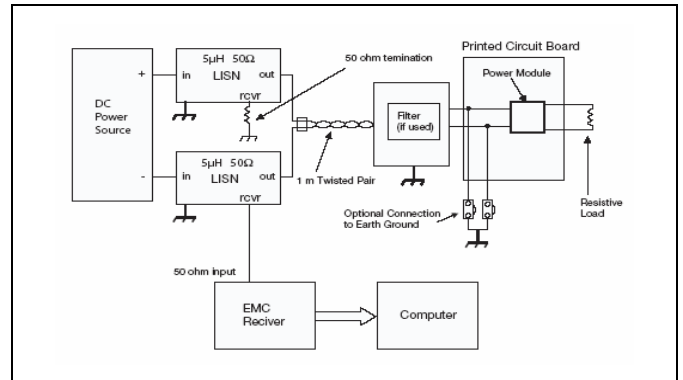 50 ohm temination
Printed Circuit Board
Power Module
5µH 50Ω
LISN
in
out
rcvr
+
DC
Power
Source
-
5µH 50Ω
LISN
in
out
rcvr
1 m Twisted Pair
Filter
(if used)
Optional Connection
to Earth Ground
Resistive
Load
50 ohm input
EMC
Reciver
Computer